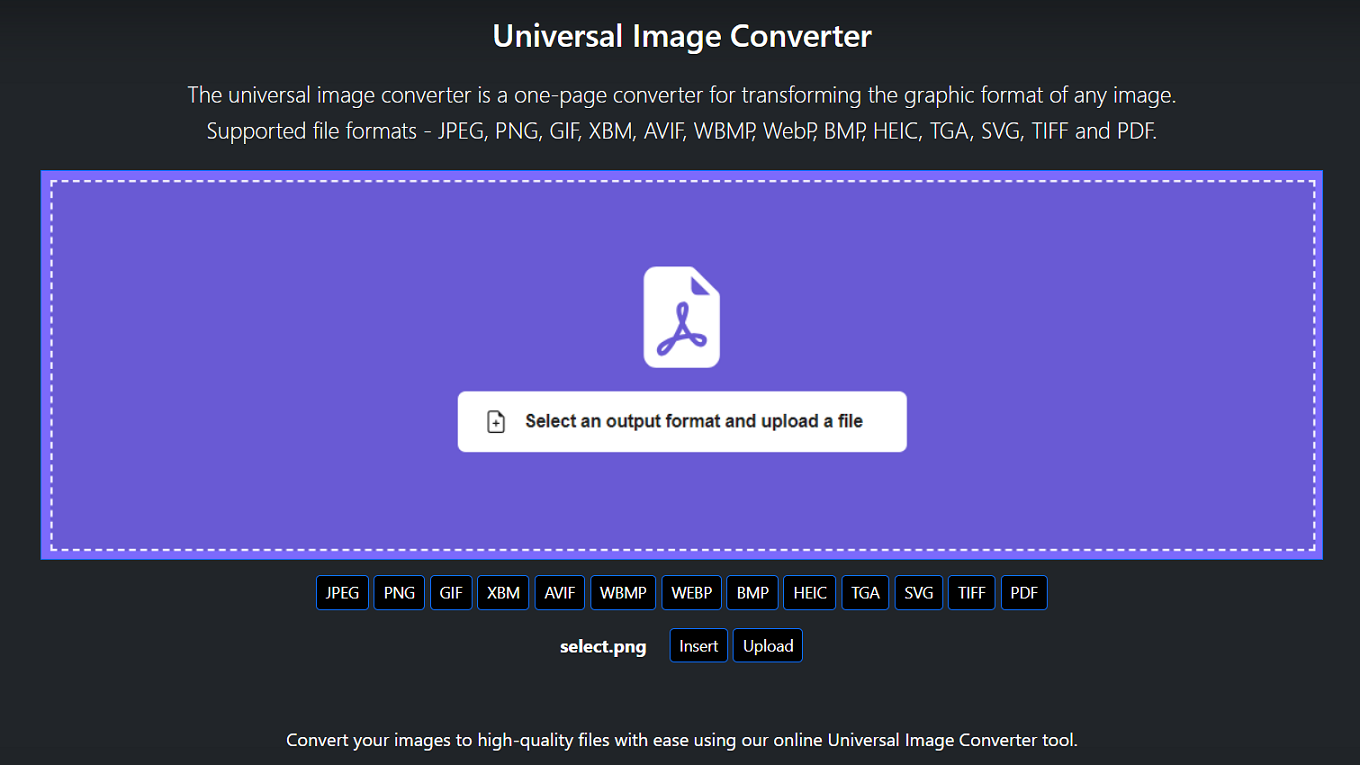 Universal Image Converter
The universal image converter is a one-page converter for transforming the graphic format of any image.
Supported file formats - JPEG, PNG, GIF, XBM, AVIF, WBMP, WebP, BMP, HEIC, TGA, SVG, TIFF and PDF.
Select an output format and upload a file
JPEG PNG GIF XBM AVIF WBMP WEBP BMP HEIC TGA SVG TIFF PDF
select.png Insert Upload
Convert your images to high-quality files with ease using our online Universal Image Converter tool.